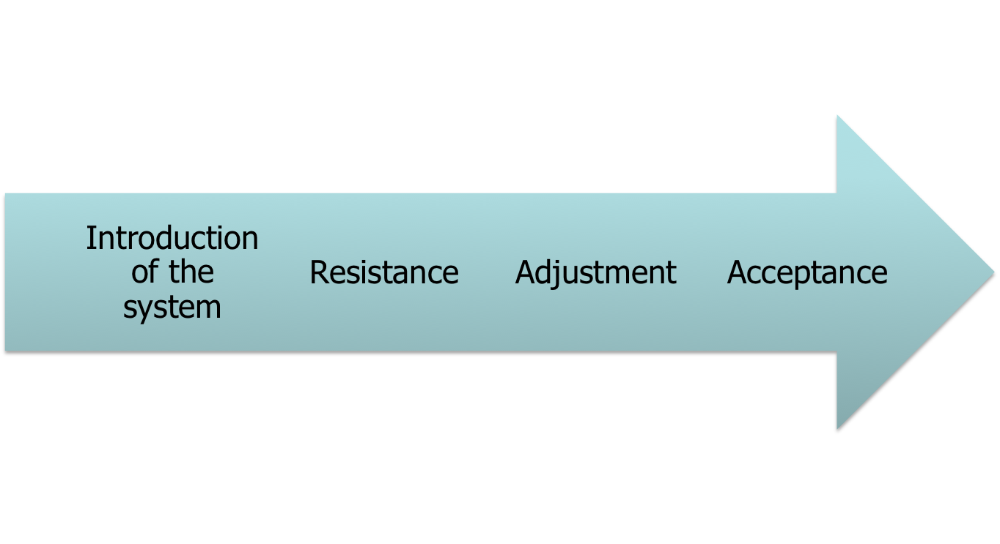 Introduction
of the
system
Resistance
Adjustment
Acceptance